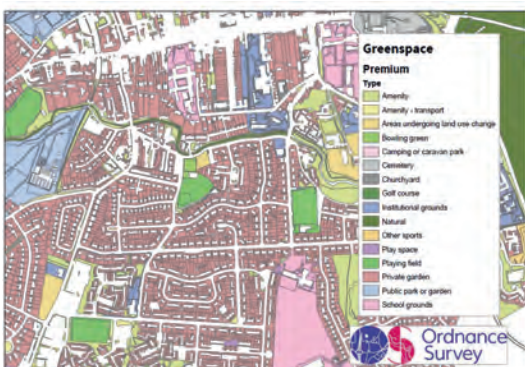 Greenspace
Premium
Type
Amenity
Amenity - transport
Areas undergoing land use change
Bowling green
Camping or caravan park
Cemetery
Churchyard
Golf course
Institutional grounds
Natural
Other sports
Play space
Playing field
Private garden
Public park or garden
School grounds
Ordnance
Survey